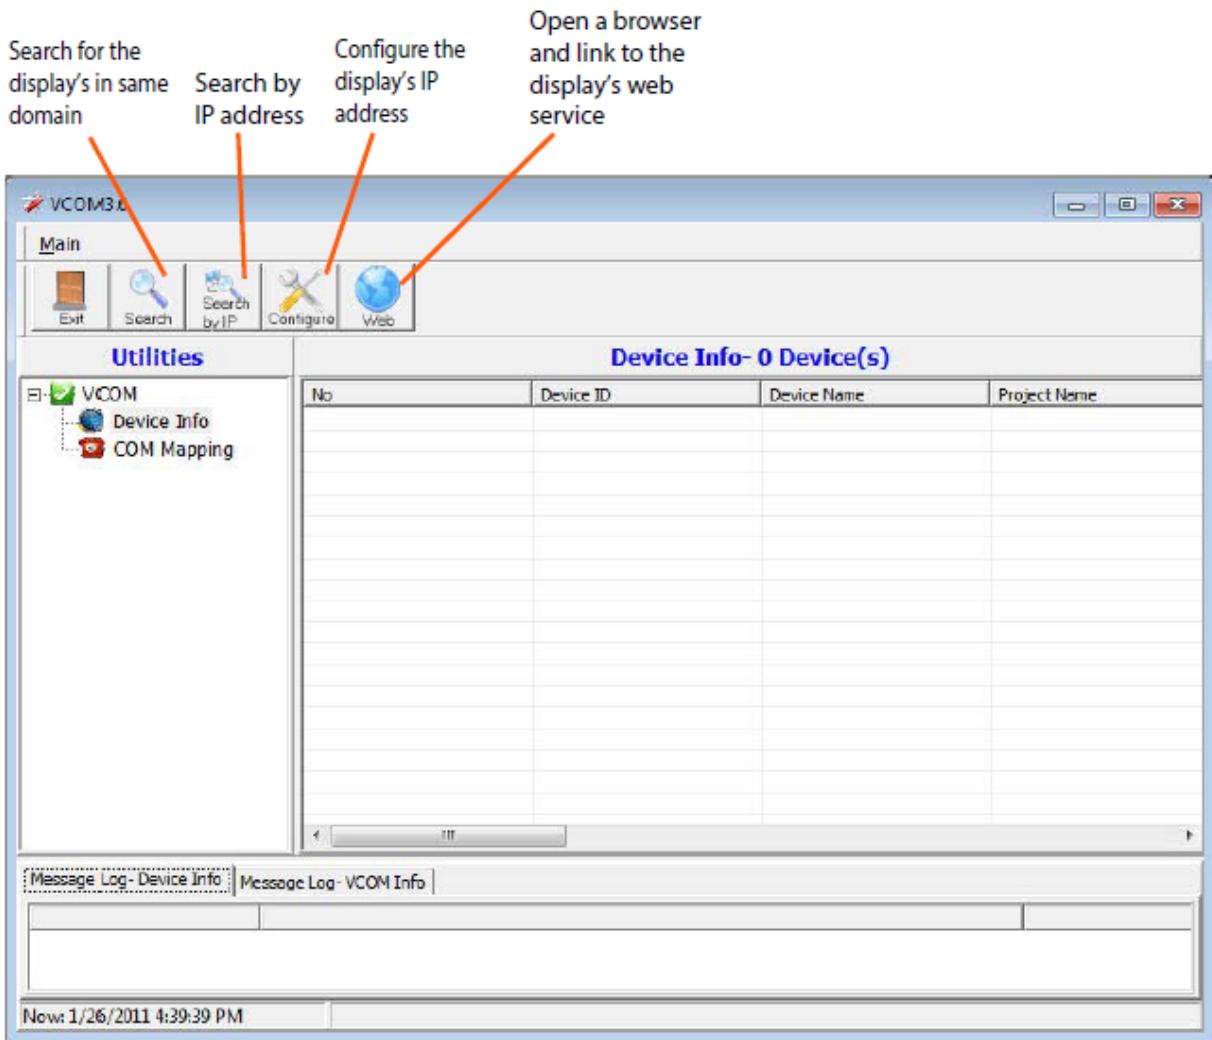 Open a browser
and link to the
display's web
service
Search for the
display's in same
domain
Search by
IP address
Configure the
display's IP
address
VCOM3.
Main
Exit
Search
Search
by IP
Configure
Web
Utilities
Device Info- 0 Device(s)
VCOM
Device Info
COM Mapping
No Device ID Device Name Project Name
Message Log- Device Info Message Log- VCOM Info
Now: 1/26/2011 4:39:39 PM